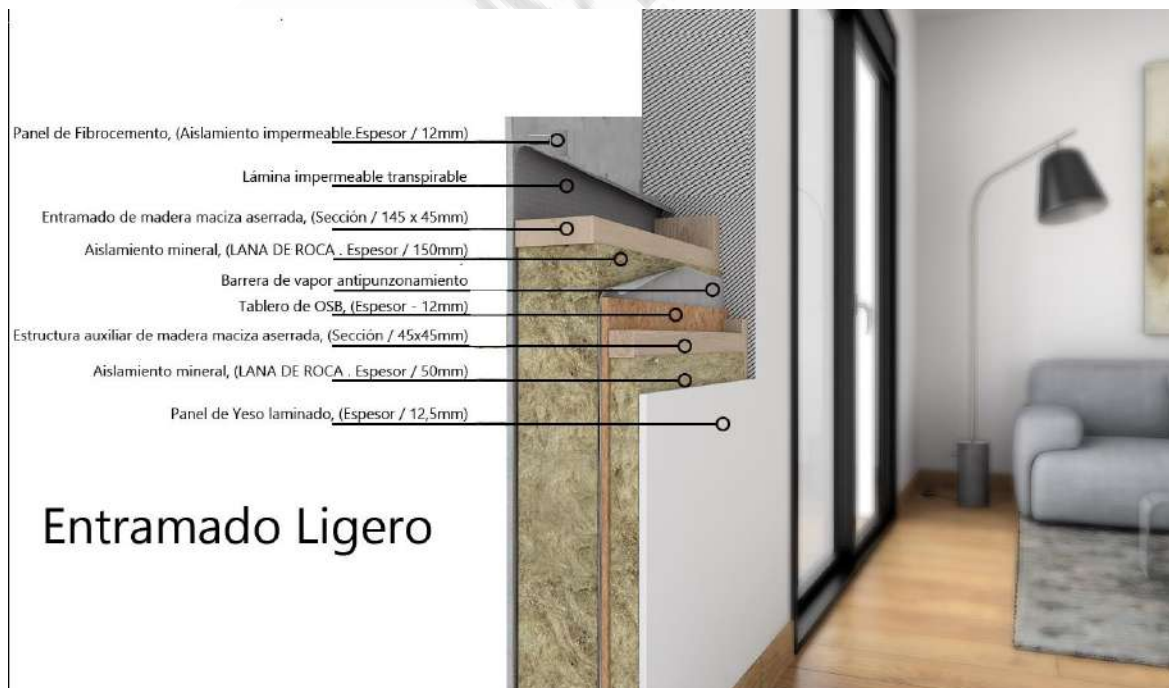 Panel de Fibrocemento, (Aislamiento impermeable.Espesor / 12mm)
Lámina impermeable transpirable
Entramado de madera maciza aserrada, (Sección / 145 x 45mm)
Aislamiento mineral, (LANA DE ROCA . Espesor / 150mm)
Barrera de vapor antipunzonamiento
Tablero de OSB, (Espesor - 12mm)
Estructura auxiliar de madera maciza aserrada, (Sección / 45x45mm)
Aislamiento mineral, (LANA DE ROCA . Espesor / 50mm)
Panel de Yeso laminado, (Espesor / 12,5mm)
Entramado Ligero